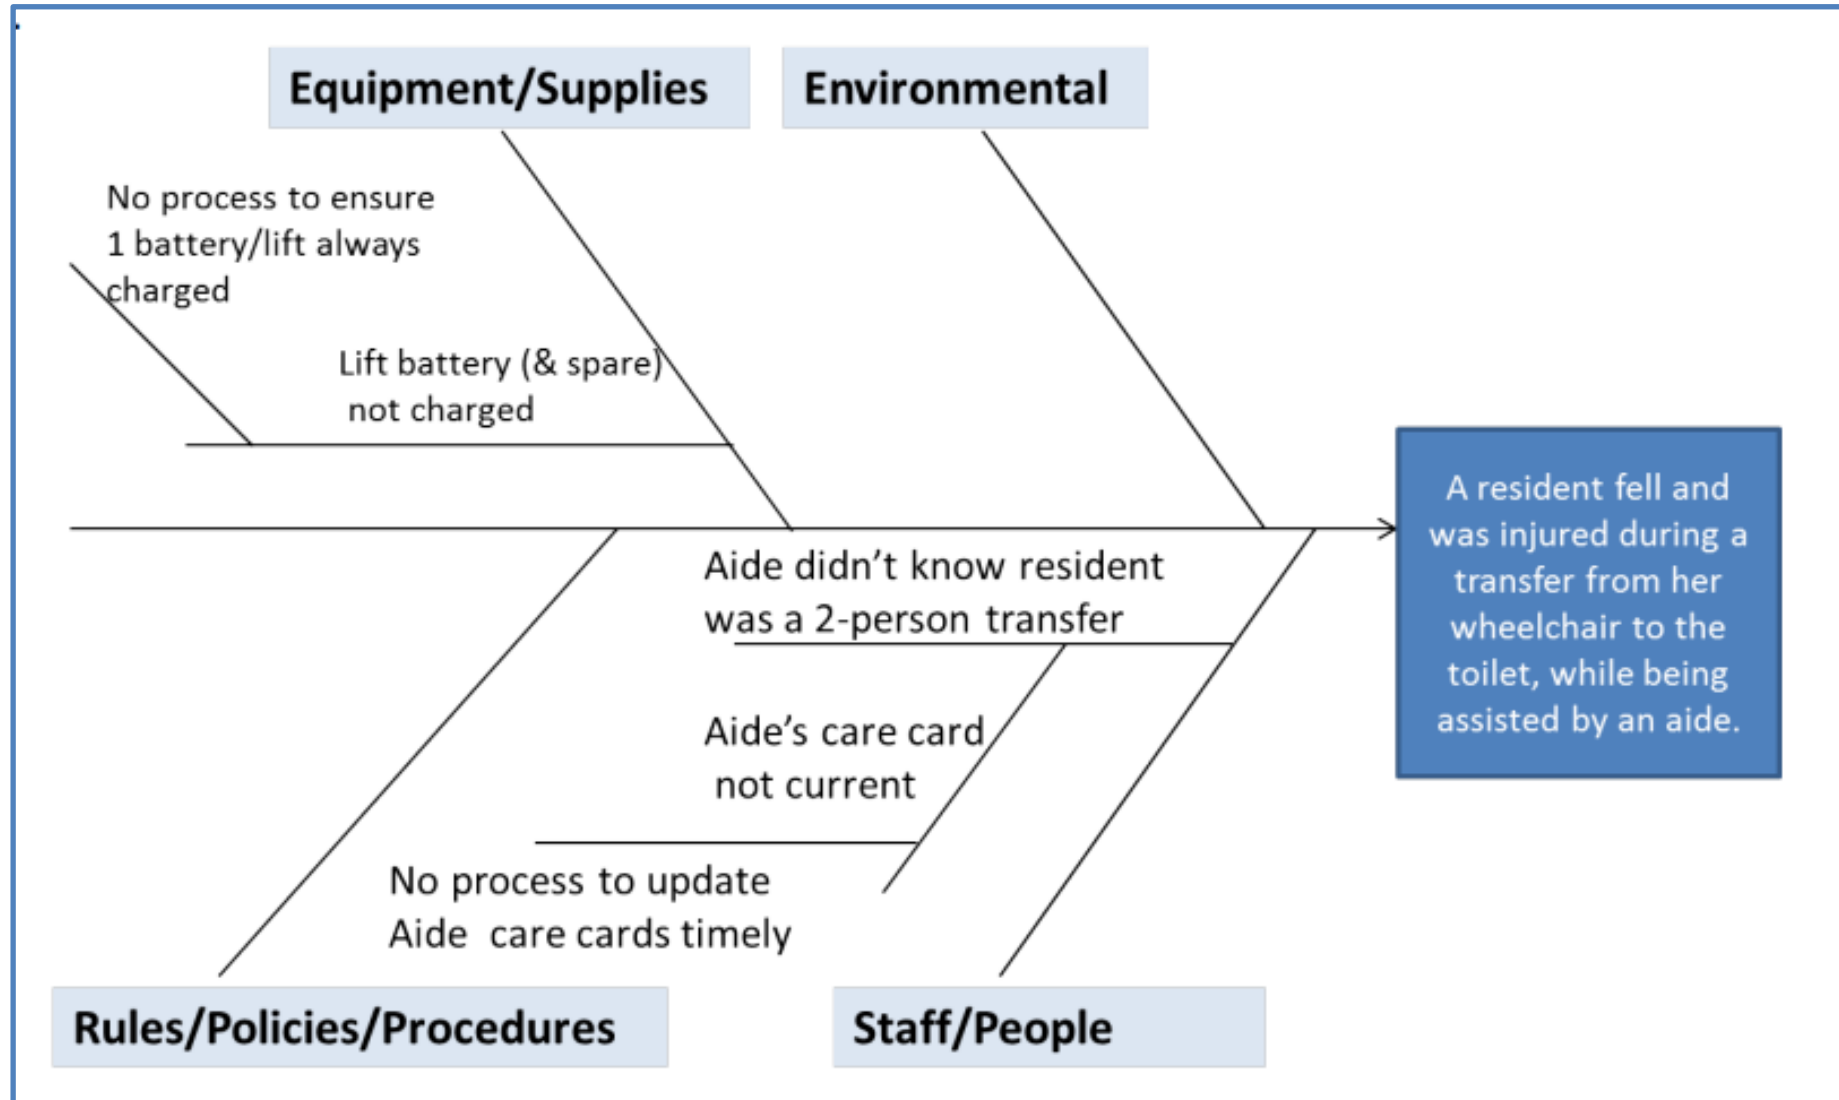 Equipment/Supplies
Environmental
No process to ensure
1 battery/lift always
charged
Lift battery (& spare)
not charged
A resident fell and
was injured during a
transfer from her
wheelchair to the
toilet, while being
assisted by an aide.
Aide didn’t know resident
was a 2-person transfer
Aide’s care card
not current
No process to update
Aide care cards timely
Rules/Policies/Procedures
Staff/People